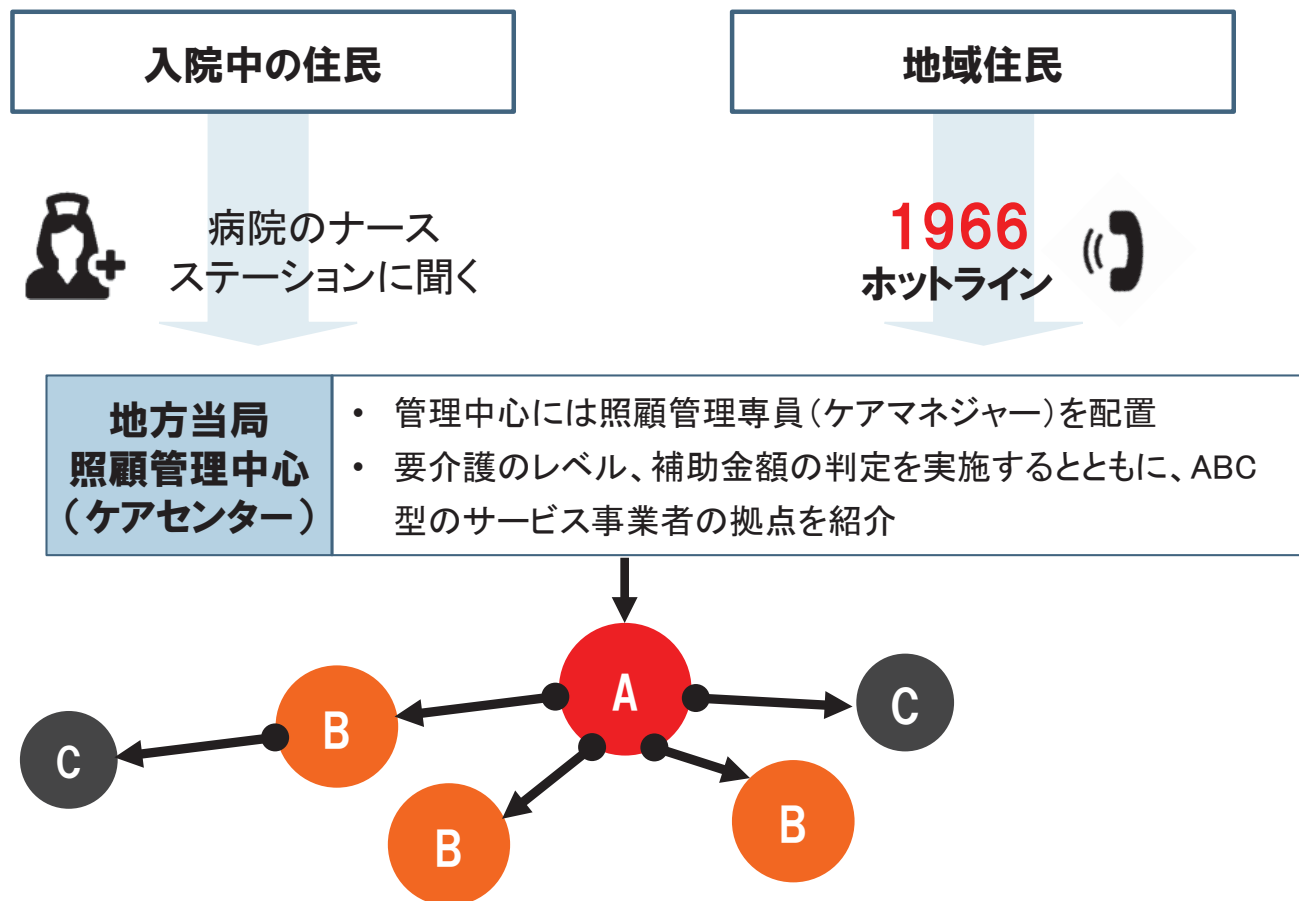 入院中の住民
地域住民
病院のナース
ステーションに聞く
1966
ホットライン
地方当局
照顧管理中心
（ケアセンター）
• 管理中心には照顧管理専員（ケアマネジャー）を配置
• 要介護のレベル、補助金額の判定を実施するとともに、ABC
型のサービス事業者の拠点を紹介
A
C
B
C
B
B